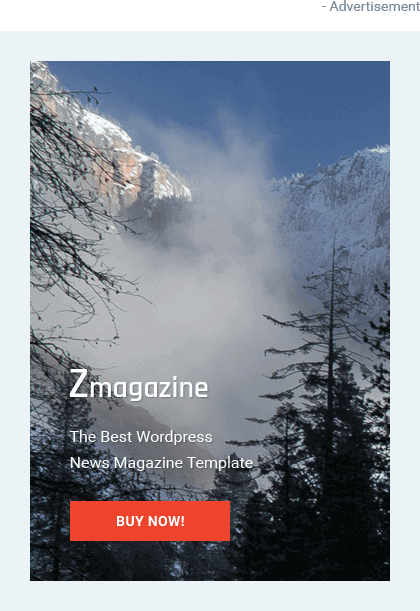 - Advertisement
Zmagazine
The Best Wordpress
News Magazine Template
BUY NOW!